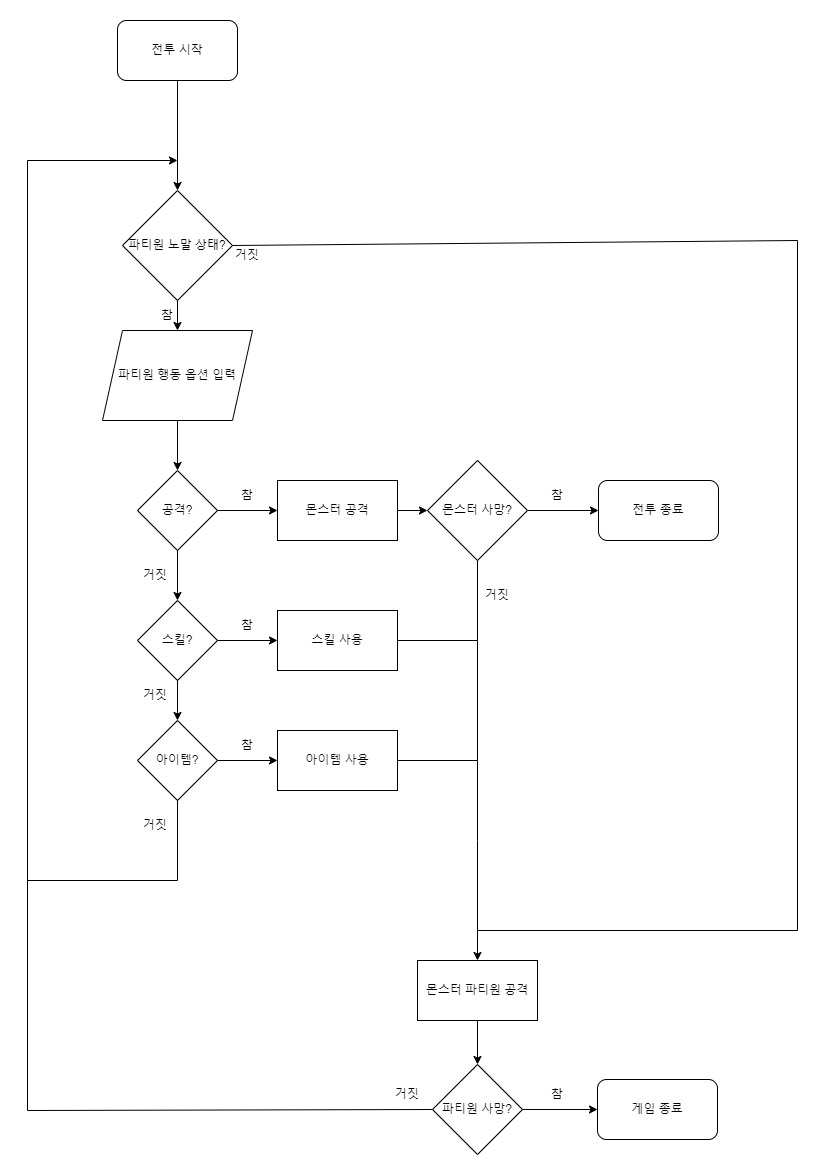 전투 시작
파티원 노말 상태?
거짓
참
파티원 행동 옵션 입력
공격?
참
몬스터 공격
몬스터 사망?
참
전투 종료
거짓
거짓
스킬?
참
스킬 사용
거짓
아이템?
참
아이템 사용
거짓
몬스터 파티원 공격
거짓
파티원 사망?
참
게임 종료